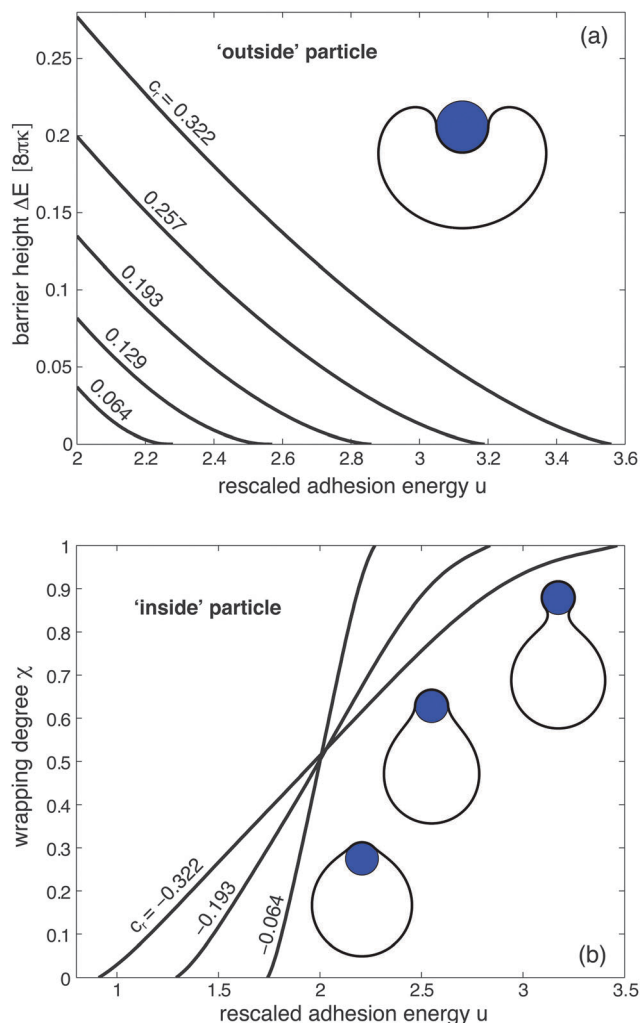 (a)
'outside' particle
barrier height ΔE [8πκ]
0.25
0.2
0.15
0.1
0.05
0
cᵣ = 0.322
0.257
0.193
0.129
0.064
2 2.2 2.4 2.6 2.8 3 3.2 3.4 3.6
rescaled adhesion energy u
'inside' particle
wrapping degree χ
1
0.9
0.8
0.7
0.6
0.5
0.4
0.3
0.2
0.1
0
cᵣ = −0.322
−0.193
−0.064
(b)
1 1.5 2 2.5 3 3.5
rescaled adhesion energy u